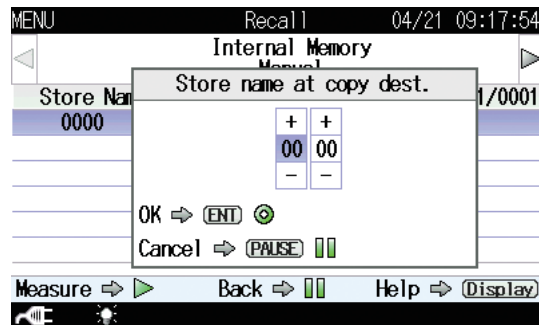 MENU Recall 04/21 09:17:54
Internal Memory
Manual
Store name at copy dest.
Store Nam 1/0001
0000
+ +
00 00
− −
OK ⇨ ENT
Cancel ⇨ PAUSE
Measure ⇨ Back ⇨ Help ⇨ Display